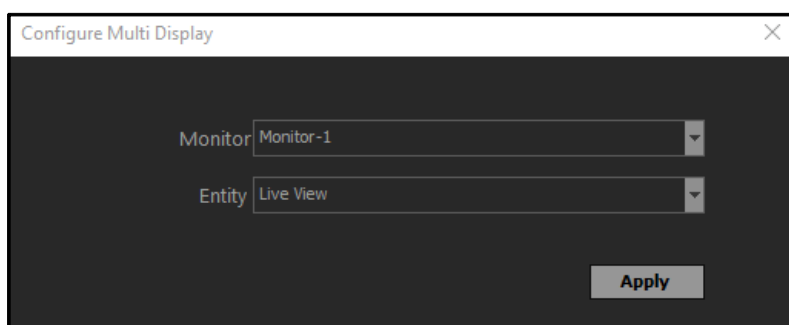 Configure Multi Display
Monitor Monitor-1
Entity Live View
Apply